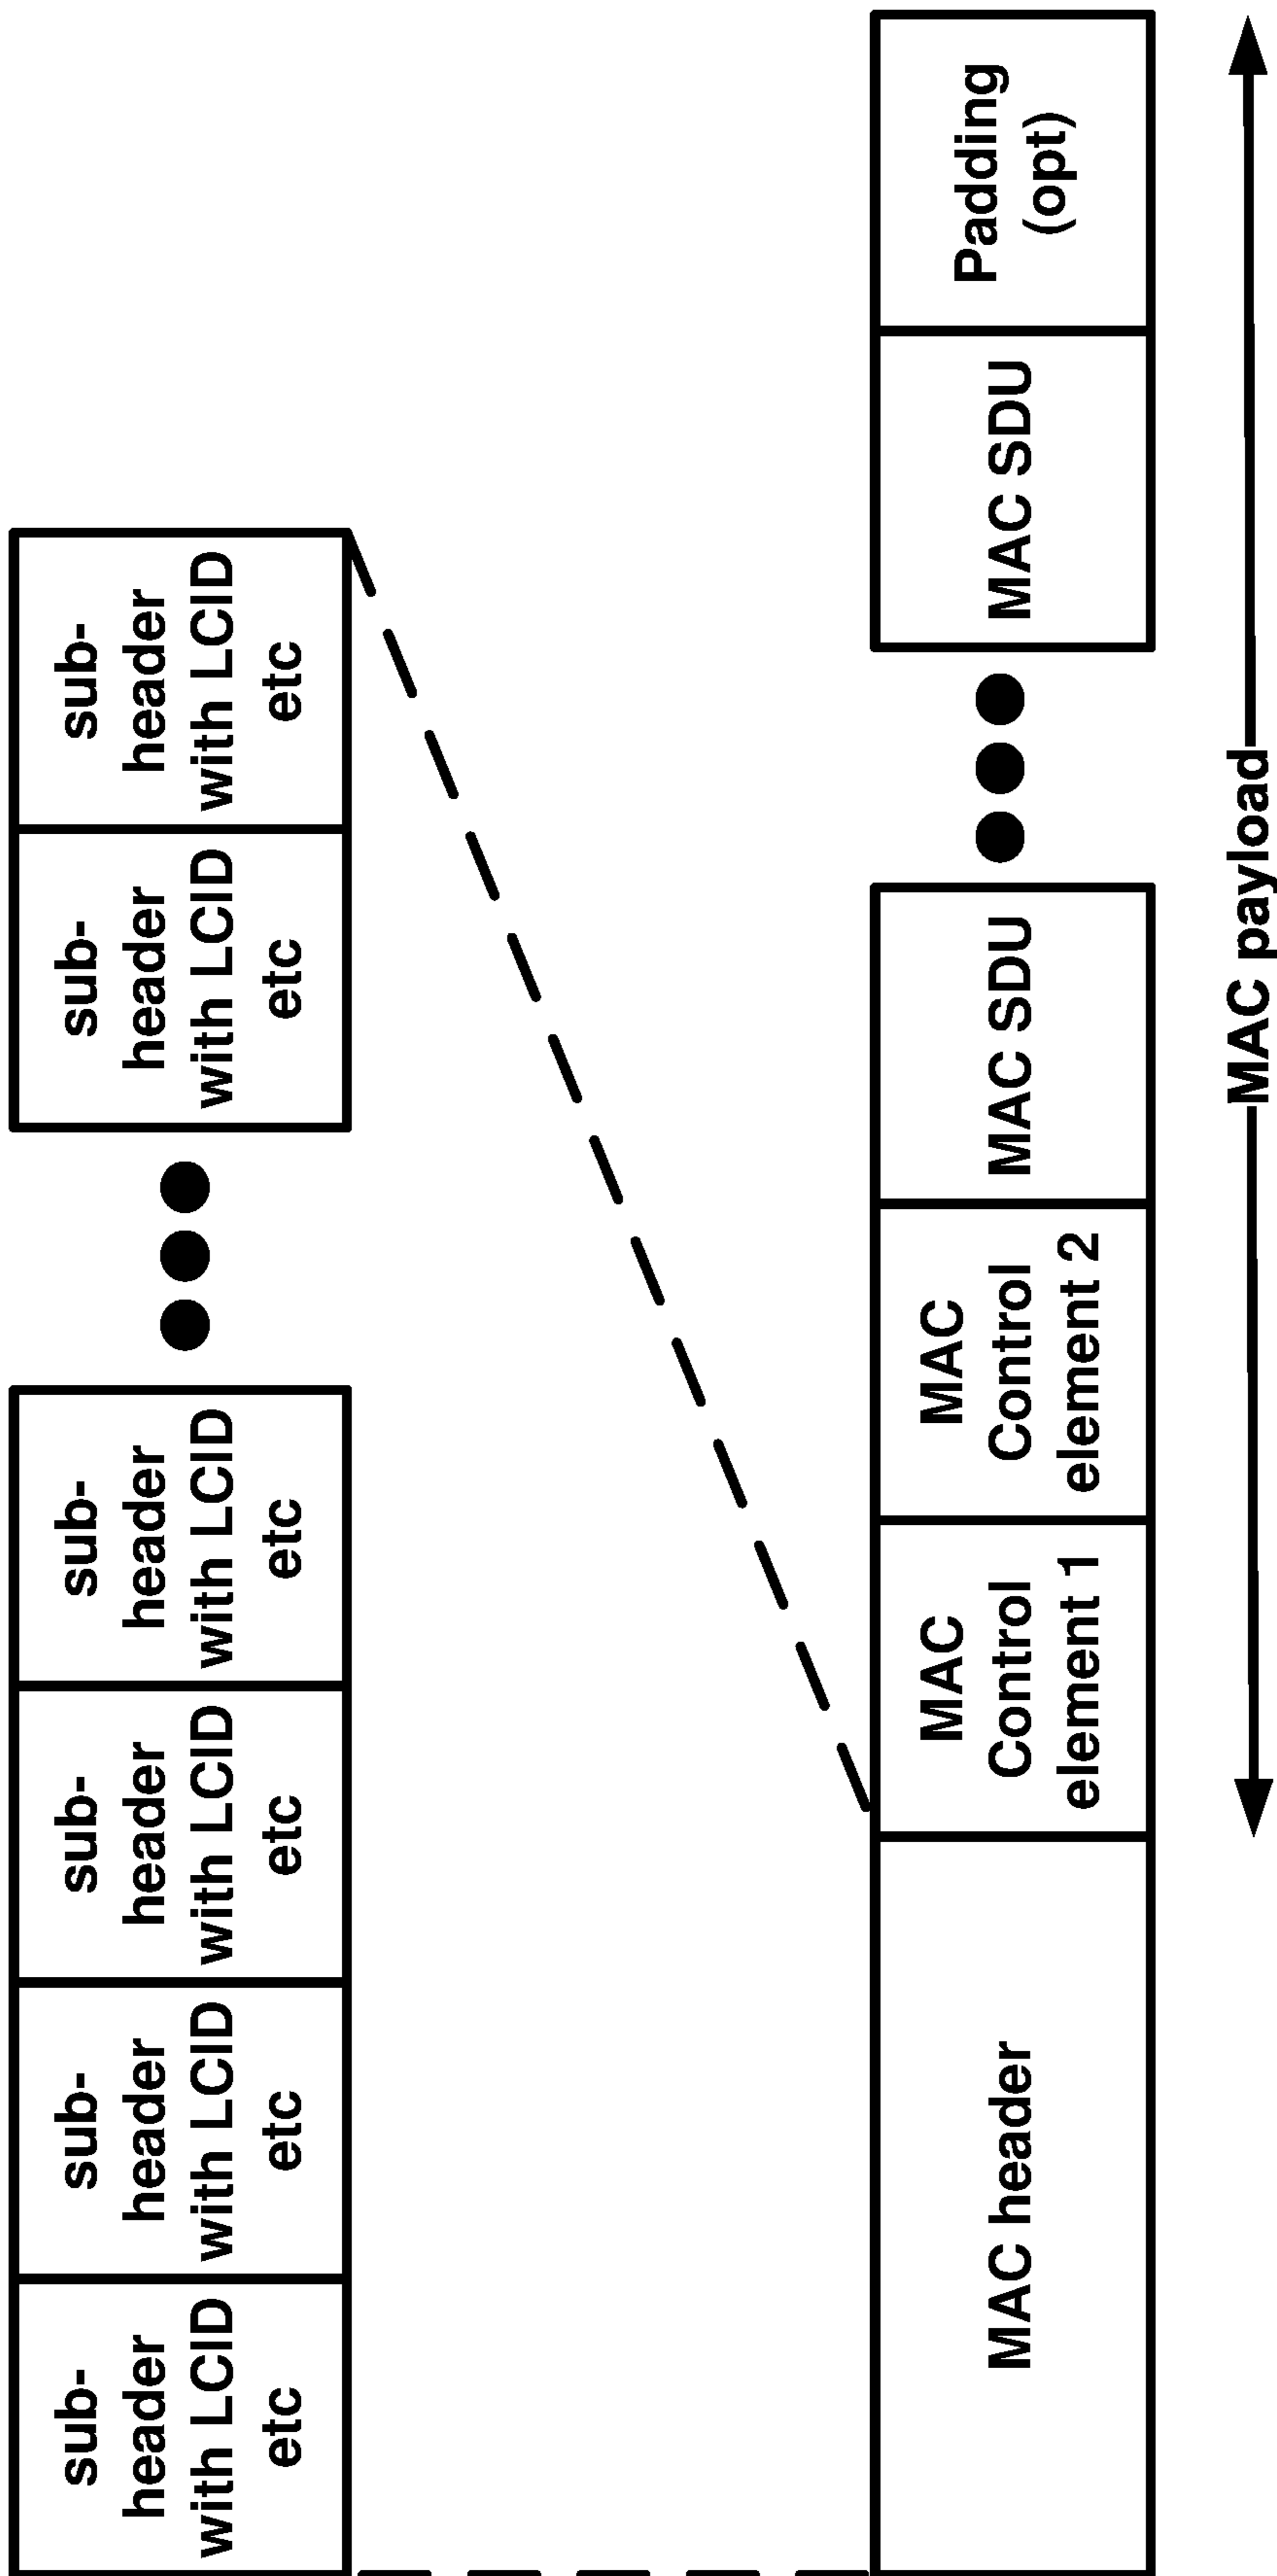 sub-
header
with LCID
etc
sub-
header
with LCID
etc
sub-
header
with LCID
etc
sub-
header
with LCID
etc
sub-
header
with LCID
etc
sub-
header
with LCID
etc
MAC header
MAC
Control
element 1
MAC
Control
element 2
MAC SDU
MAC SDU
Padding
(opt)
MAC payload